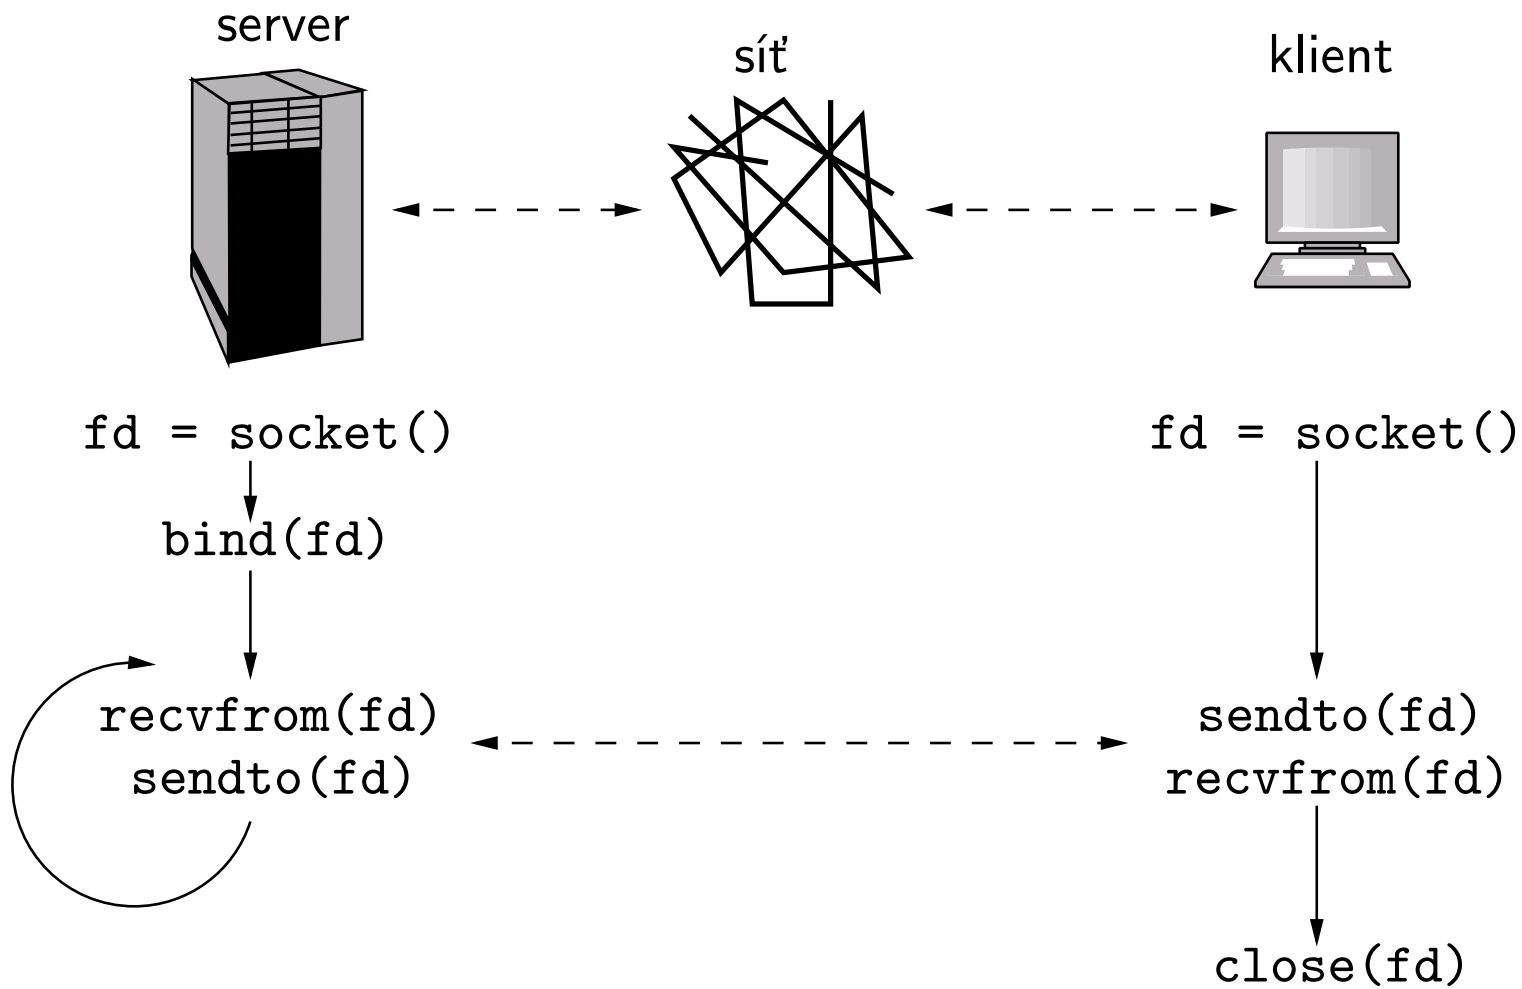 server
síť
klient
fd = socket()
bind(fd)
recvfrom(fd)
sendto(fd)
fd = socket()
sendto(fd)
recvfrom(fd)
close(fd)